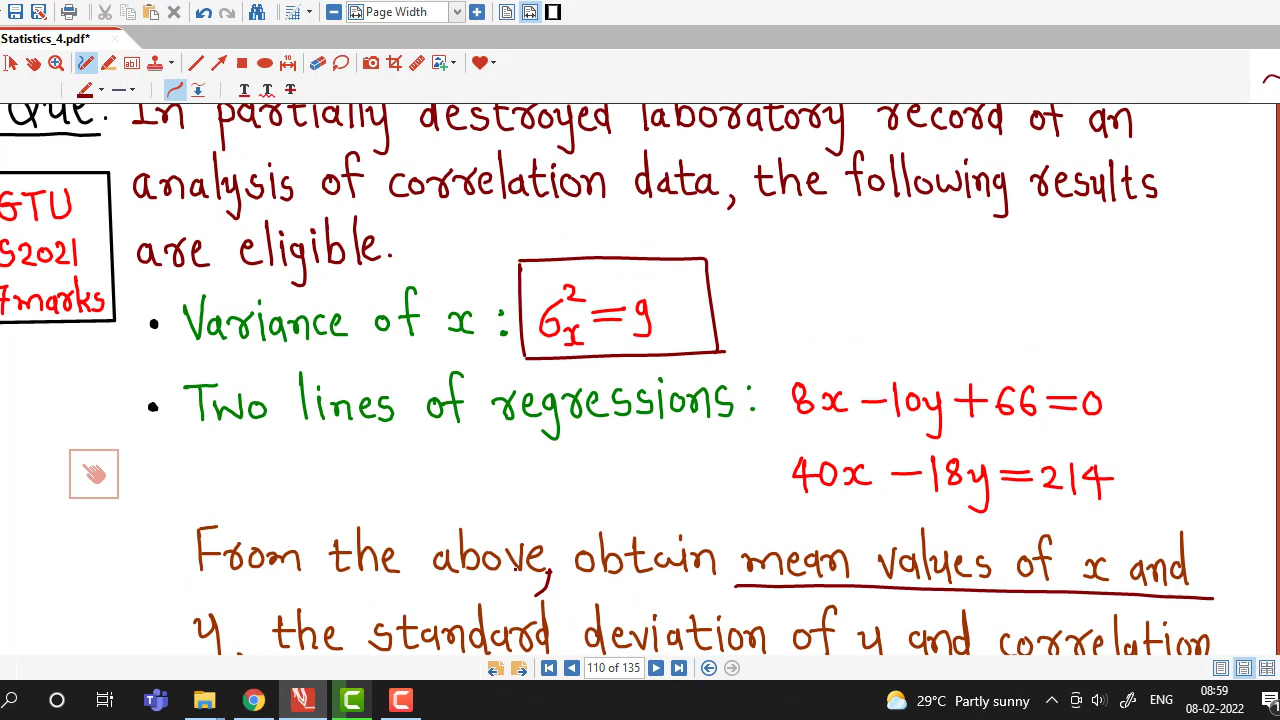 Page Width
Statistics_4.pdf*
Que. In partially destroyed laboratory record of an
analysis of correlation data, the following results
are eligible.
GTU
S2021
7marks
• Variance of x : σx² = 9
• Two lines of regressions: 8x - 10y + 66 = 0
40x - 18y = 214
From the above, obtain mean values of x and
y, the standard deviation of y and correlation
110 of 135
29°C Partly sunny
ENG
08:59
08-02-2022